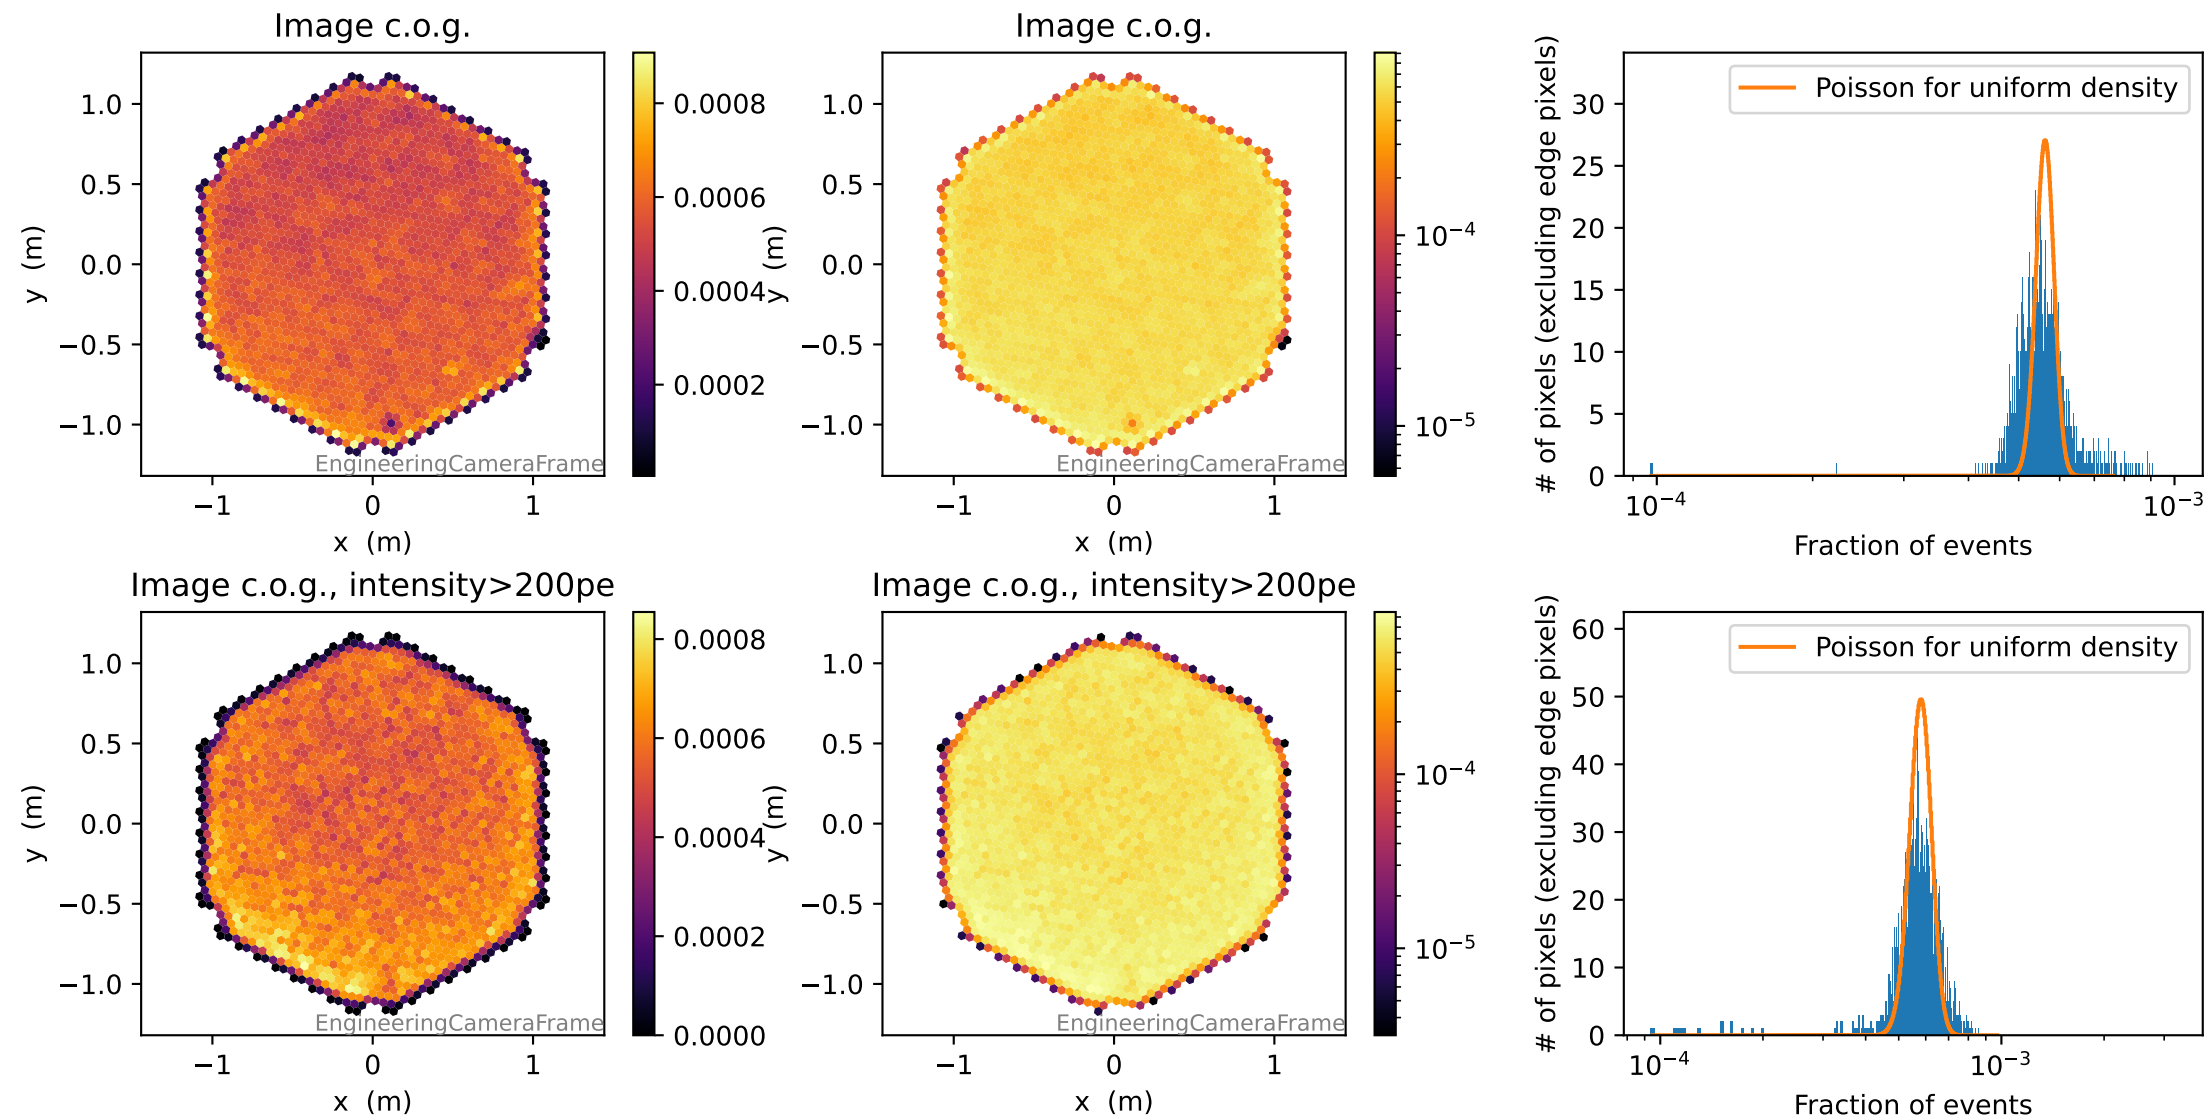 Image c.o.g.
y (m)
1.0
0.5
0.0
−0.5
−1.0
EngineeringCameraFrame
−1 0 1
x (m)
0.0008
0.0006
0.0004
0.0002
Image c.o.g.
y (m)
1.0
0.5
0.0
−0.5
−1.0
EngineeringCameraFrame
−1 0 1
x (m)
10−4
10−5
# of pixels (excluding edge pixels)
30
25
20
15
10
5
0
Poisson for uniform density
10−4 10−3
Fraction of events
Image c.o.g., intensity>200pe
y (m)
1.0
0.5
0.0
−0.5
−1.0
EngineeringCameraFrame
−1 0 1
x (m)
0.0008
0.0006
0.0004
0.0002
0.0000
Image c.o.g., intensity>200pe
y (m)
1.0
0.5
0.0
−0.5
−1.0
EngineeringCameraFrame
−1 0 1
x (m)
10−4
10−5
# of pixels (excluding edge pixels)
60
50
40
30
20
10
0
Poisson for uniform density
10−4 10−3
Fraction of events